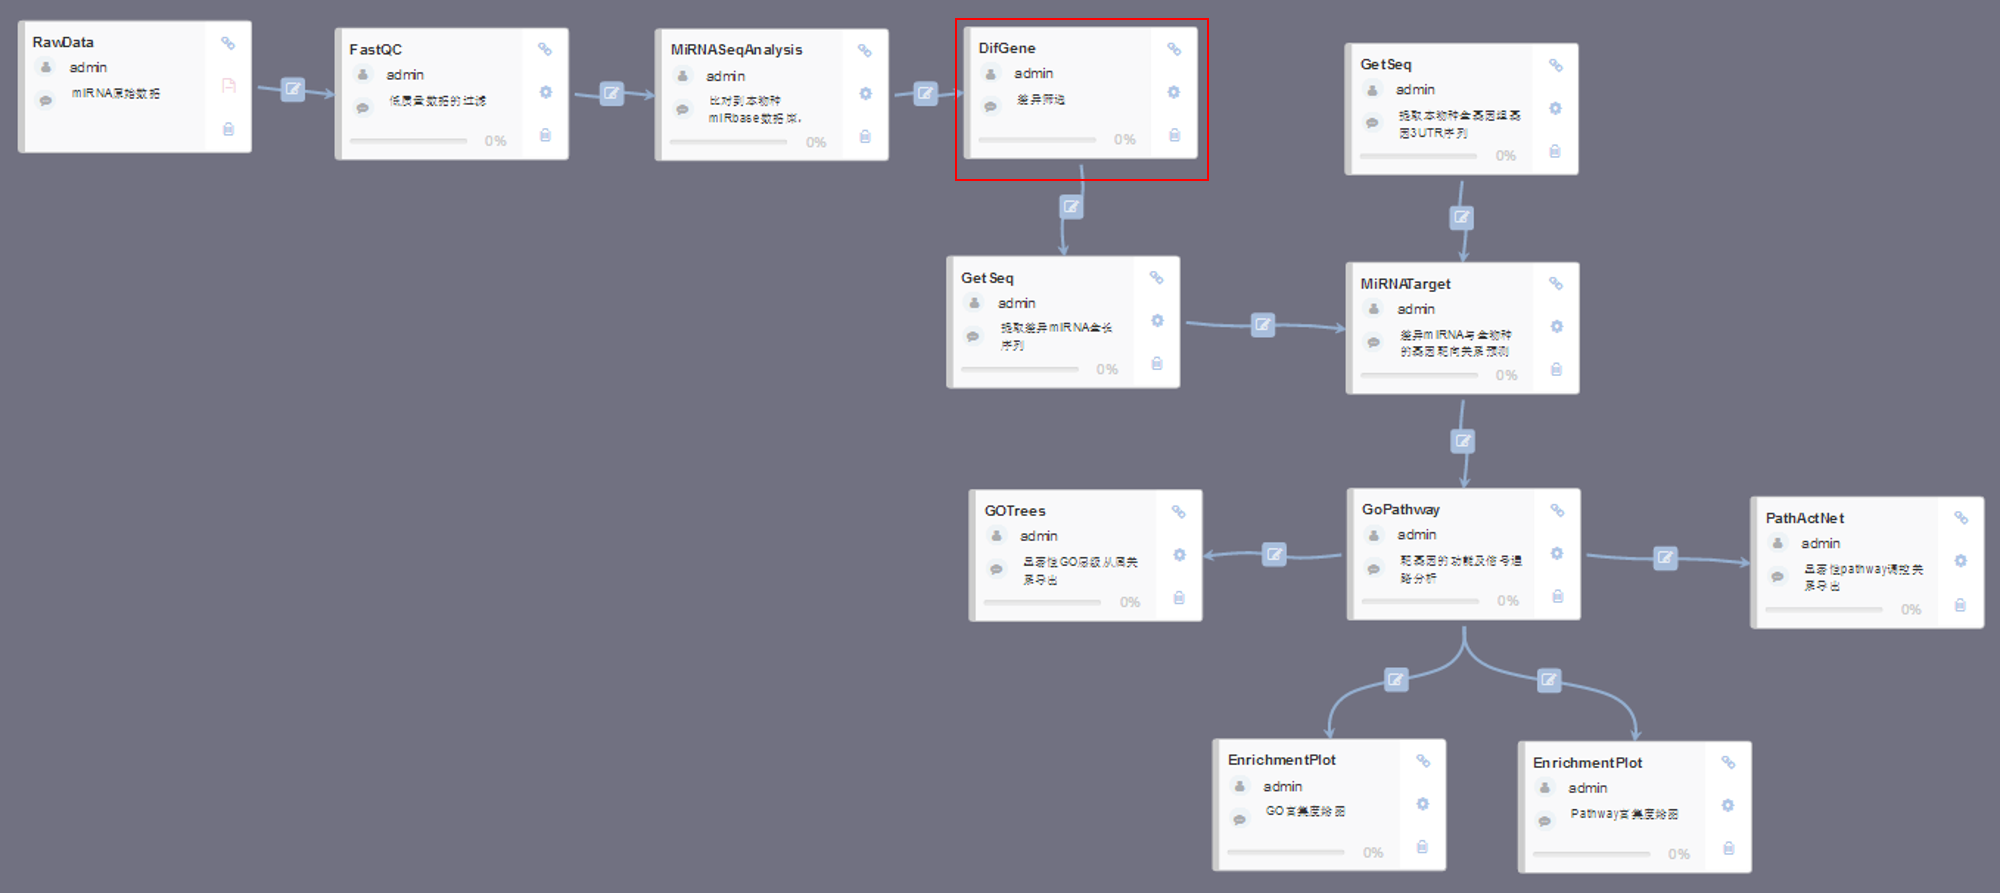 RawData
admin
miRNA原始数据
FastQC
admin
低质量数据的过滤
0%
MiRNASeqAnalysis
admin
比对到本物种
miRbase数据库,
0%
DifGene
admin
差异筛选
0%
GetSeq
admin
提取本物种全基因组基
因3UTR序列
0%
GetSeq
admin
提取差异miRNA全长
序列
0%
MiRNATarget
admin
差异miRNA与全物种
的基因靶向关系预测
0%
GOTrees
admin
显著性GO层级从属关
系导出
0%
GoPathway
admin
靶基因的功能及信号通
路分析
0%
PathActNet
admin
显著性pathway调控关
系导出
0%
EnrichmentPlot
admin
GO富集度绘图
0%
EnrichmentPlot
admin
Pathway富集度绘图
0%